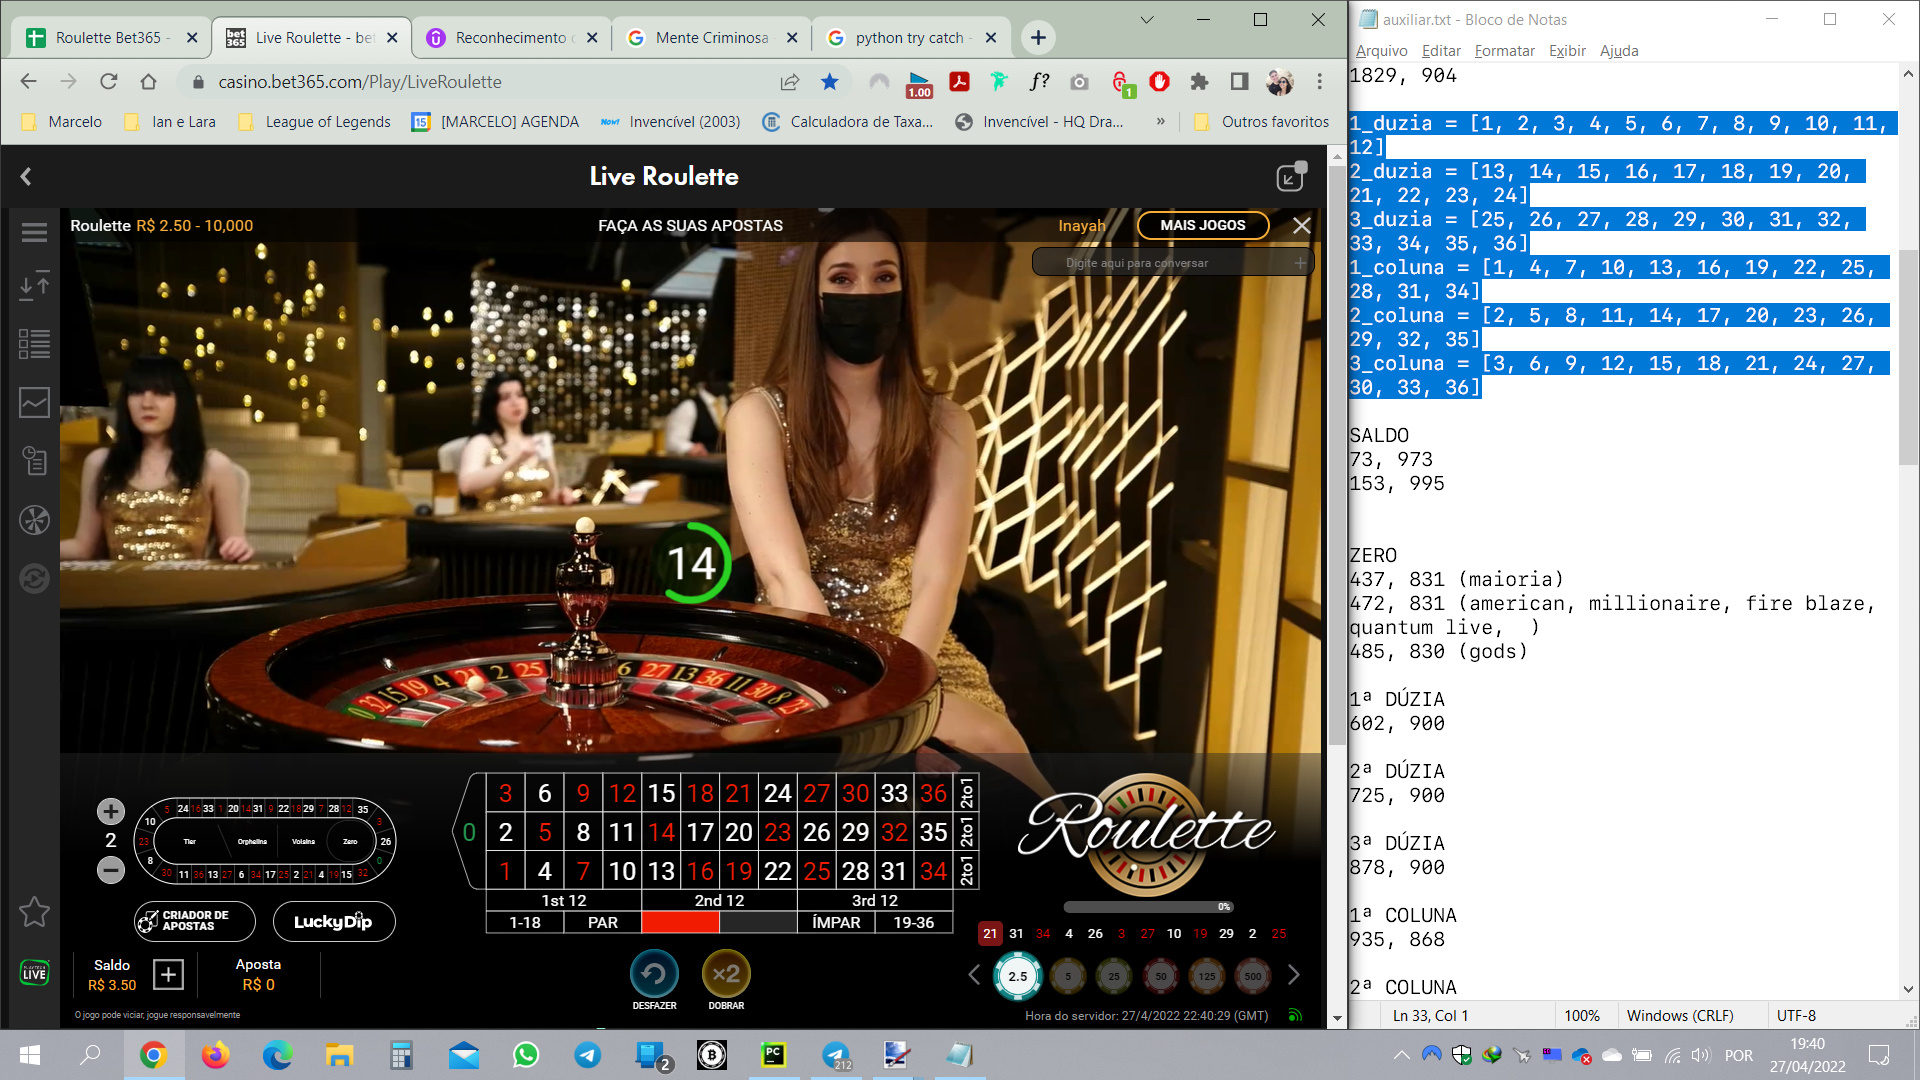 Roulette Bet365 -
Live Roulette - bet
Reconhecimento
Mente Criminosa
python try catch -
casino.bet365.com/Play/LiveRoulette
1.00
f?
1
Marcelo
Ian e Lara
League of Legends
15
[MARCELO] AGENDA
Now!
Invencível (2003)
Calculadora de Taxa...
Invencível - HQ Dra...
»
Outros favoritos
Live Roulette
Roulette R$ 2.50 - 10,000
FAÇA AS SUAS APOSTAS
Inayah
MAIS JOGOS
Digite aqui para conversar
14
3 6 9 12 15 18 21 24 27 30 33 36 2to1
0 2 5 8 11 14 17 20 23 26 29 32 35 2to1
1 4 7 10 13 16 19 22 25 28 31 34 2to1
1st 12 2nd 12 3rd 12
1-18 PAR ÍMPAR 19-36
2
Tier Orphelins Voisins Zero
CRIADOR DE
APOSTAS
LuckyDip
Roulette
0%
21 31 34 4 26 3 27 10 19 29 2 25
Saldo
R$ 3.50
Aposta
R$ 0
x2
DESFAZER
DOBRAR
2.5 5 25 50 125 500
LIVE
O jogo pode viciar, jogue responsavelmente
Hora do servidor: 27/4/2022 22:40:29 (GMT)
auxiliar.txt - Bloco de Notas
Arquivo Editar Formatar Exibir Ajuda
1829, 904
1_duzia = [1, 2, 3, 4, 5, 6, 7, 8, 9, 10, 11,
12]
2_duzia = [13, 14, 15, 16, 17, 18, 19, 20,
21, 22, 23, 24]
3_duzia = [25, 26, 27, 28, 29, 30, 31, 32,
33, 34, 35, 36]
1_coluna = [1, 4, 7, 10, 13, 16, 19, 22, 25,
28, 31, 34]
2_coluna = [2, 5, 8, 11, 14, 17, 20, 23, 26,
29, 32, 35]
3_coluna = [3, 6, 9, 12, 15, 18, 21, 24, 27,
30, 33, 36]
SALDO
73, 973
153, 995
ZERO
437, 831 (maioria)
472, 831 (american, millionaire, fire blaze,
quantum live,  )
485, 830 (gods)
1ª DÚZIA
602, 900
2ª DÚZIA
725, 900
3ª DÚZIA
878, 900
1ª COLUNA
935, 868
2ª COLUNA
Ln 33, Col 1
100%
Windows (CRLF)
UTF-8
2
PC
212
POR
19:40
27/04/2022